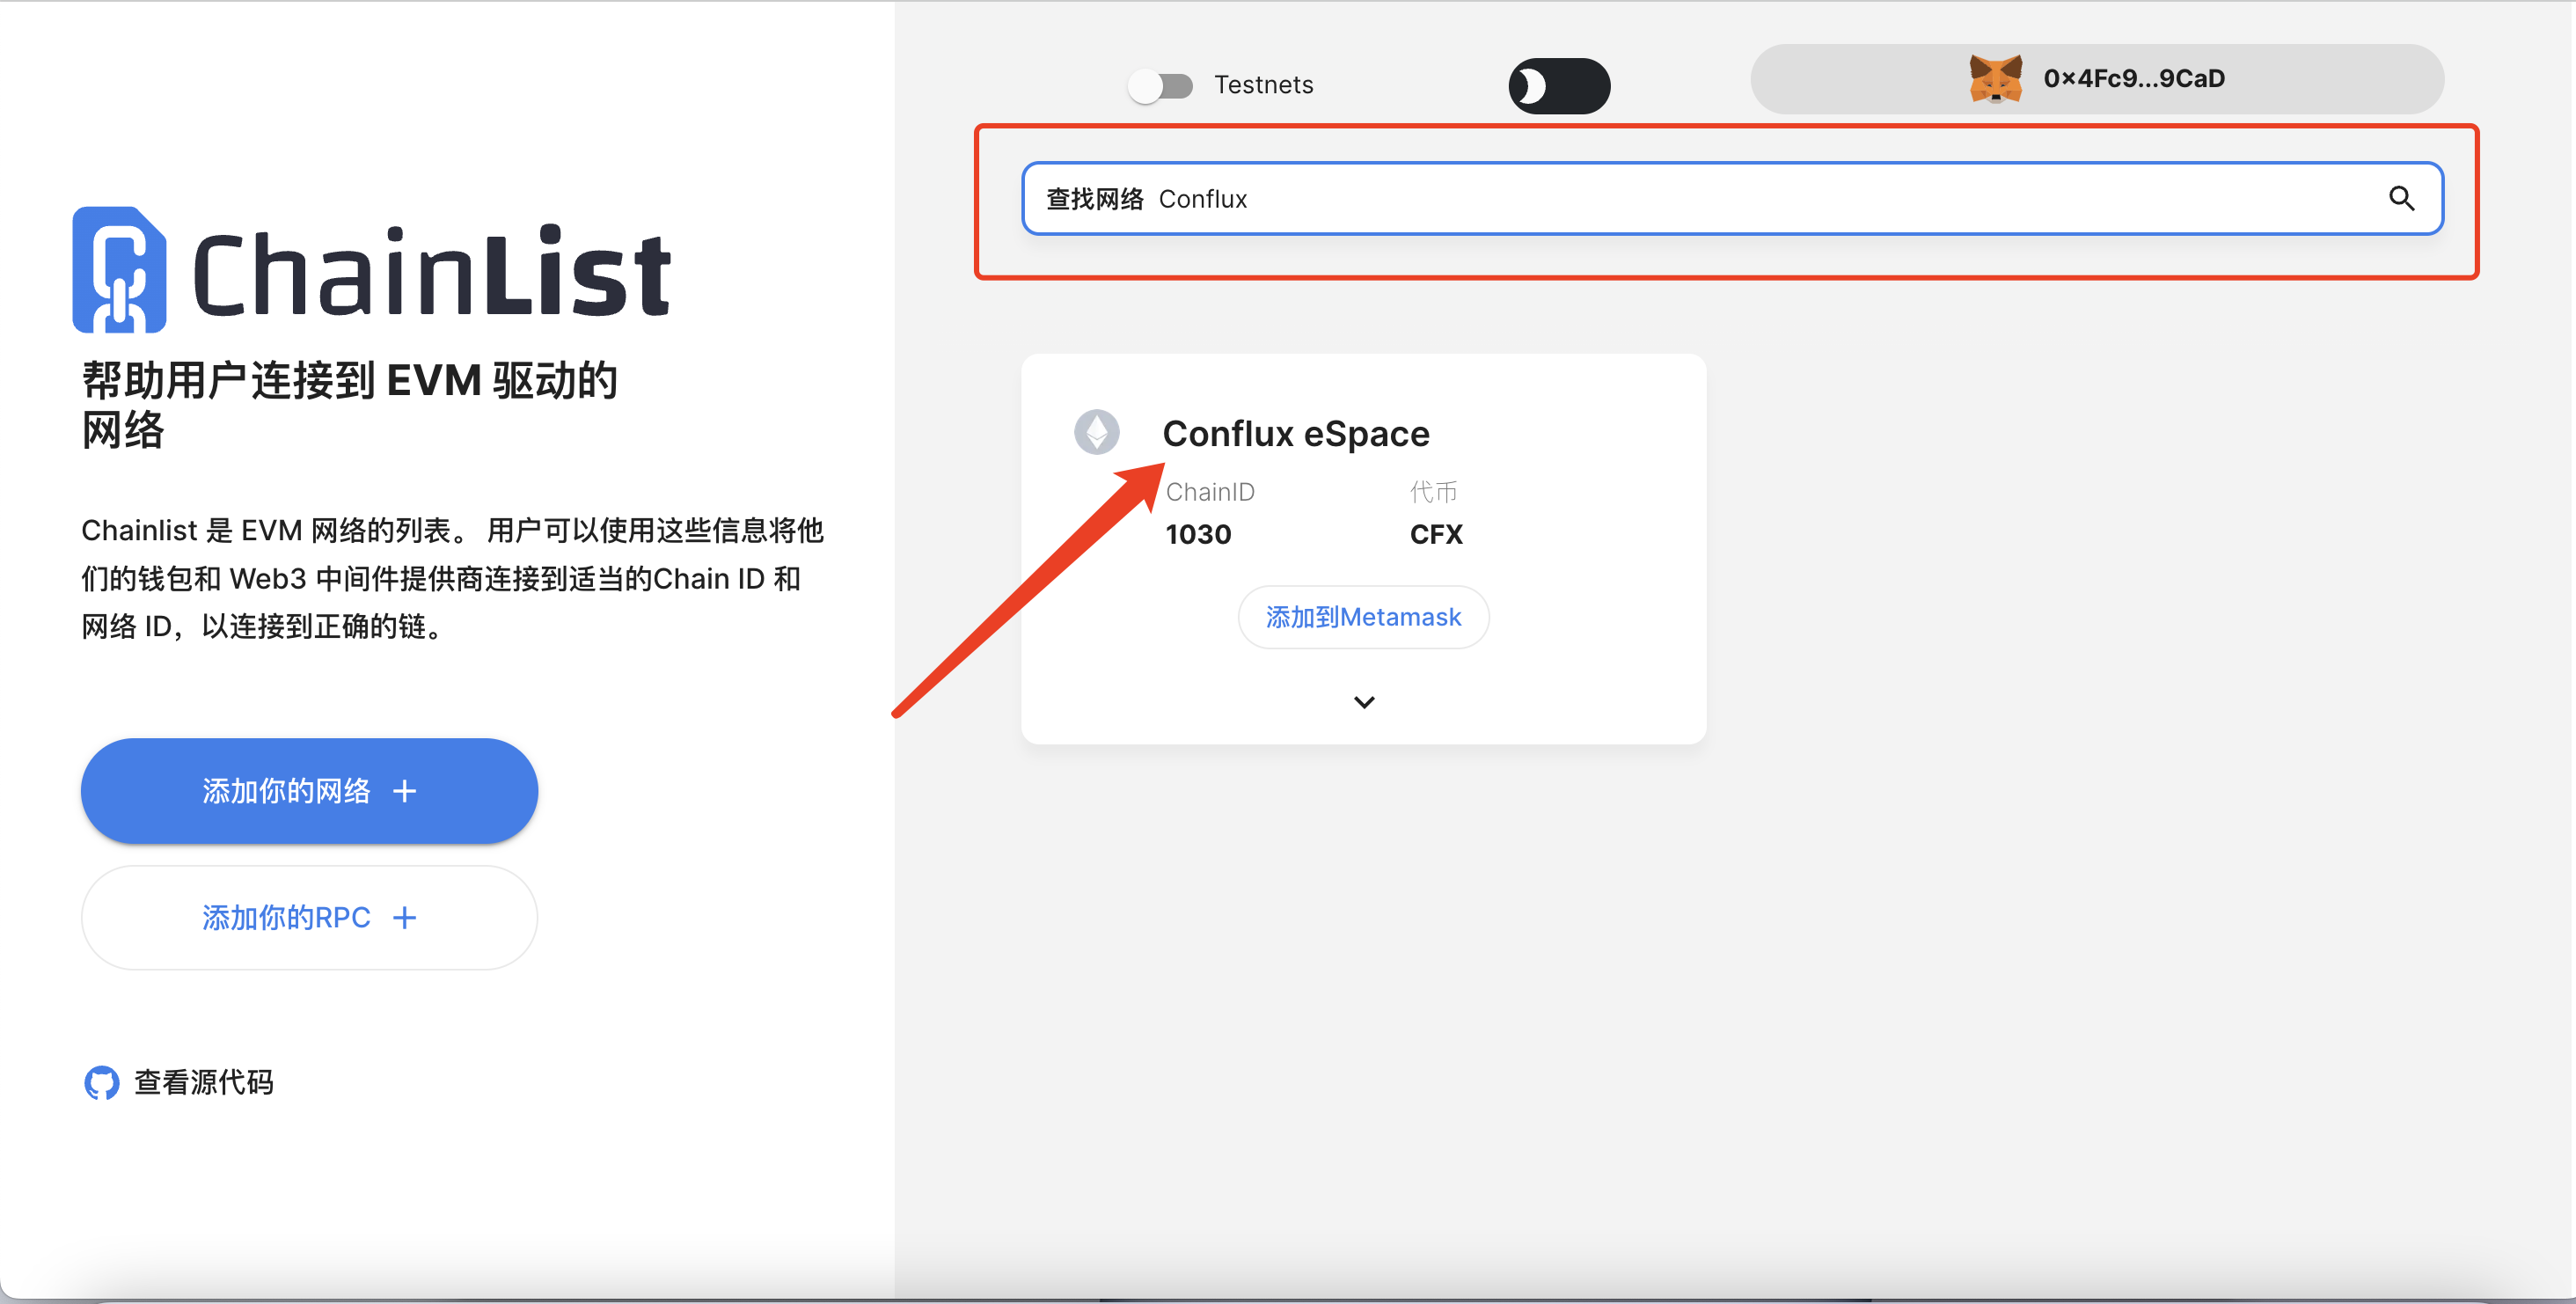 ChainList
帮助用户连接到 EVM 驱动的
网络
Chainlist 是 EVM 网络的列表。 用户可以使用这些信息将他
们的钱包和 Web3 中间件提供商连接到适当的Chain ID 和
网络 ID，以连接到正确的链。
添加你的网络 +
添加你的RPC +
查看源代码
Testnets
0×4Fc9...9CaD
查找网络 Conflux
Conflux eSpace
ChainID 代币
1030 CFX
添加到Metamask